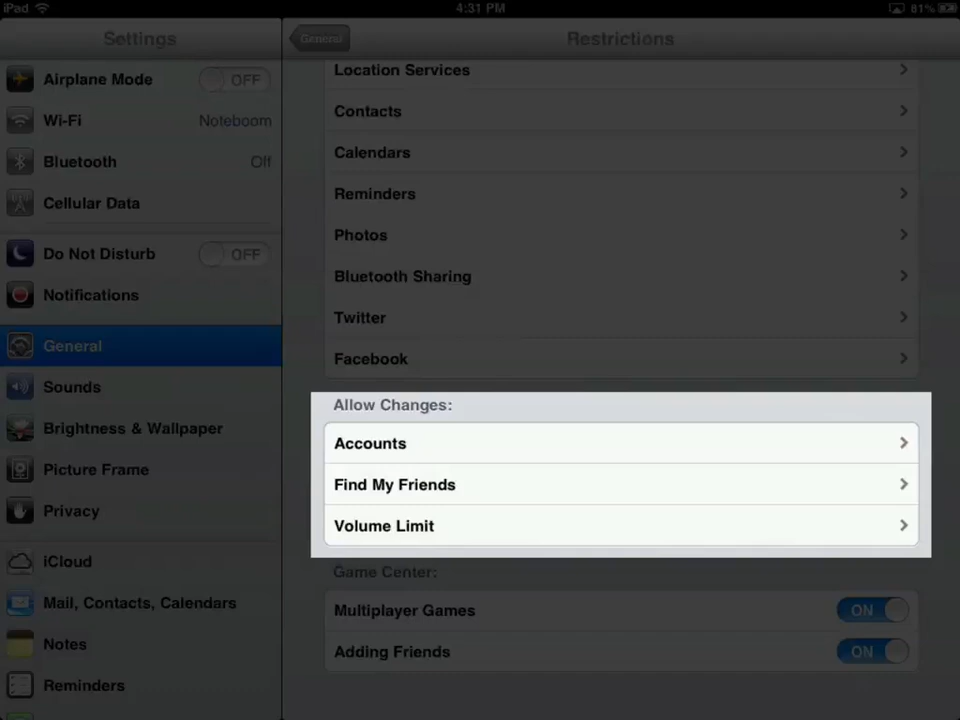 iPad
4:31 PM
81%
Settings
General
Restrictions
Airplane Mode
OFF
Wi-Fi
Noteboom
Bluetooth
Off
Cellular Data
Do Not Disturb
OFF
Notifications
General
Sounds
Brightness & Wallpaper
Picture Frame
Privacy
iCloud
Mail, Contacts, Calendars
Notes
Reminders
Location Services
Contacts
Calendars
Reminders
Photos
Bluetooth Sharing
Twitter
Facebook
Allow Changes:
Accounts
Find My Friends
Volume Limit
Game Center:
Multiplayer Games
ON
Adding Friends
ON